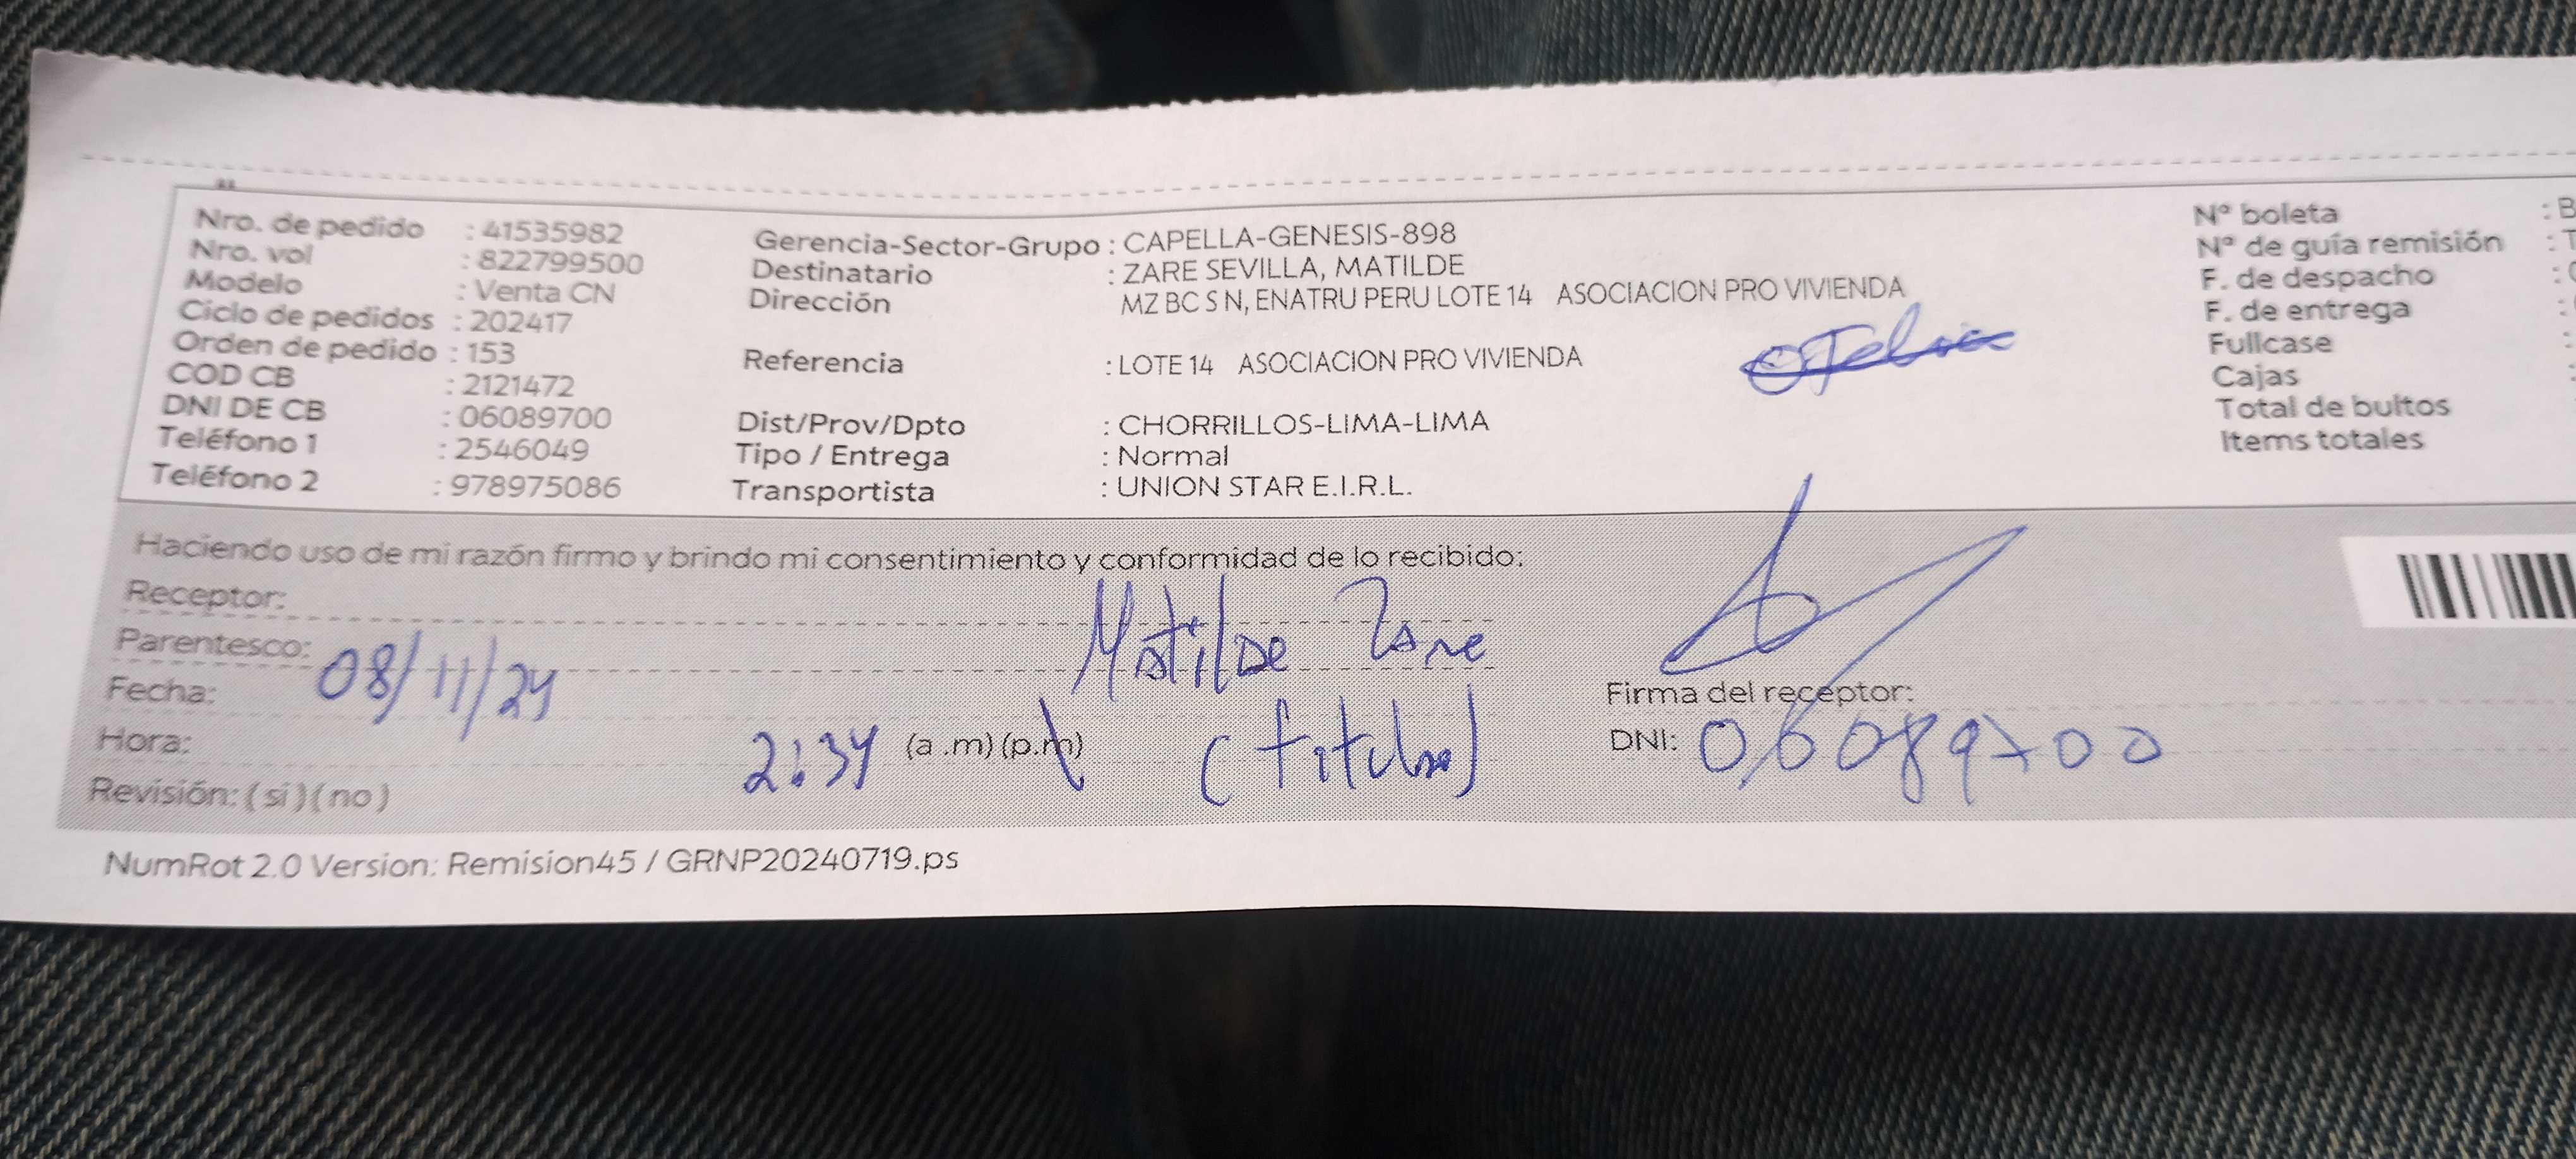 Nro. de pedido : 41535982
Nro. vol : 822799500
Modelo : Venta CN
Ciclo de pedidos : 202417
Orden de pedido : 153
COD CB : 2121472
DNI DE CB : 06089700
Teléfono 1 : 2546049
Teléfono 2 : 978975086
Gerencia-Sector-Grupo : CAPELLA-GENESIS-898
Destinatario : ZARE SEVILLA, MATILDE
Dirección MZ BC S N, ENATRU PERU LOTE 14 ASOCIACION PRO VIVIENDA
Referencia : LOTE 14 ASOCIACION PRO VIVIENDA
Dist/Prov/Dpto : CHORRILLOS-LIMA-LIMA
Tipo / Entrega : Normal
Transportista : UNION STAR E.I.R.L.
N° boleta : B
N° de guía remisión : T
F. de despacho :
F. de entrega :
Fullcase :
Cajas :
Total de bultos
Items totales
Haciendo uso de mi razón firmo y brindo mi consentimiento y conformidad de lo recibido:
Receptor: Matilde Zare
Parentesco: (titular)
Fecha: 08/11/24
Hora: 2:34 (a .m) (p.m)
Revisión: ( si ) ( no )
Firma del receptor:
DNI: 06089700
NumRot 2.0 Version: Remision45 / GRNP20240719.ps